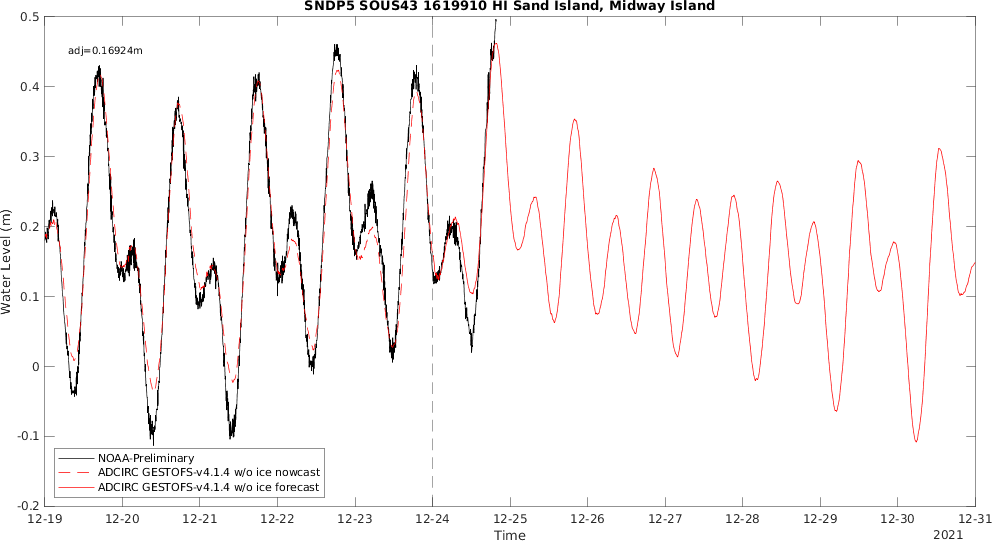 SNDP5 SOUS43 1619910 HI Sand Island, Midway Island
adj=0.16924m
0.5
0.4
0.3
0.2
0.1
0
-0.1
-0.2
Water Level (m)
NOAA-Preliminary
ADCIRC GESTOFS-v4.1.4 w/o ice nowcast
ADCIRC GESTOFS-v4.1.4 w/o ice forecast
12-19 12-20 12-21 12-22 12-23 12-24 12-25 12-26 12-27 12-28 12-29 12-30 12-31
Time
2021